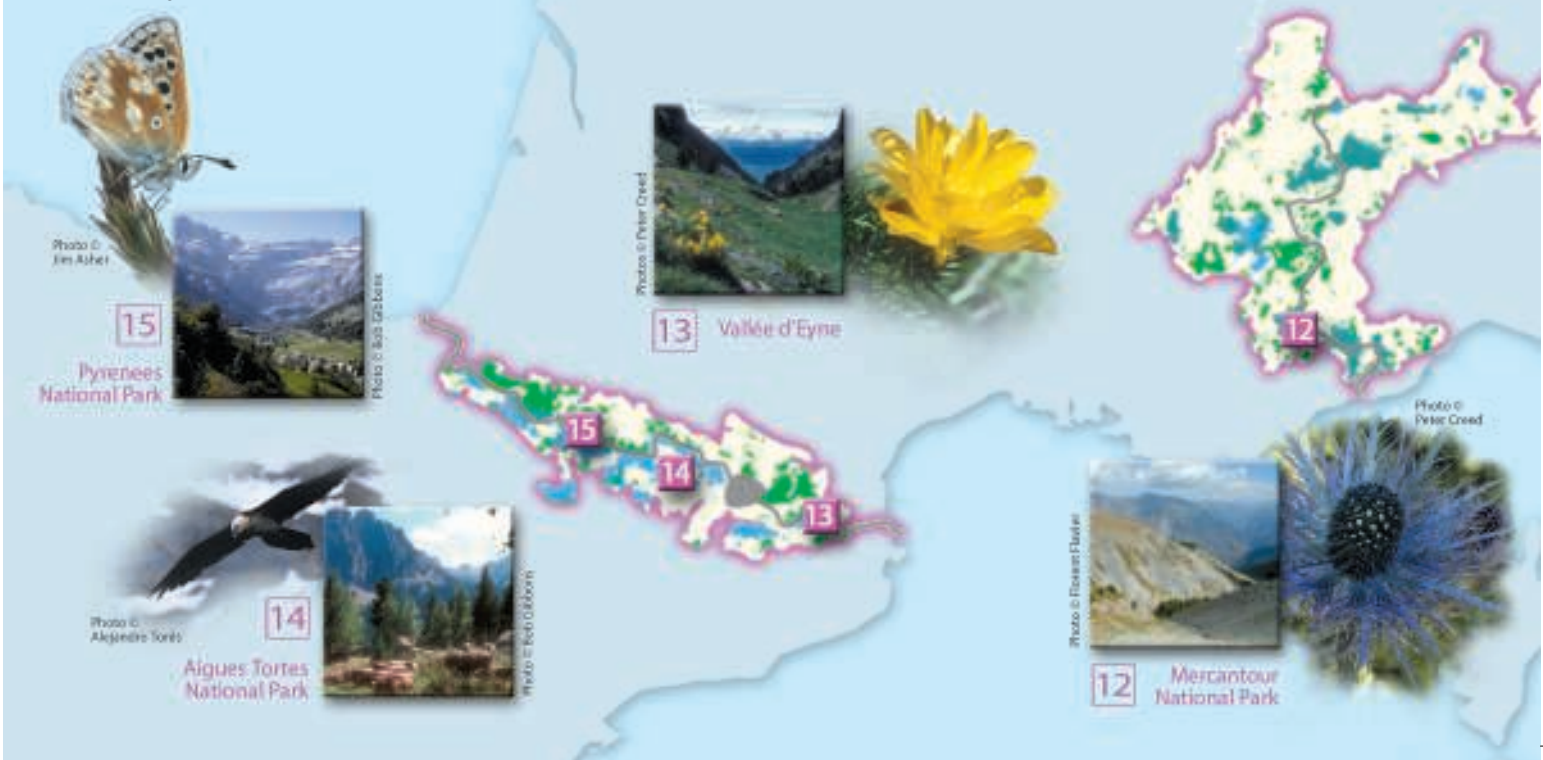 Photo ©
Jim Asher
15
Pyrenees
National Park
Photo © Bob Gibbons
Photos © Peter Creed
13 Vallée d'Eyne
12
15
14
13
Photo ©
Alejandro Torés
14
Aigues Tortes
National Park
Photo © Bob Gibbons
Photo ©
Peter Creed
Photo © Florent Flavier
12
Mercantour
National Park